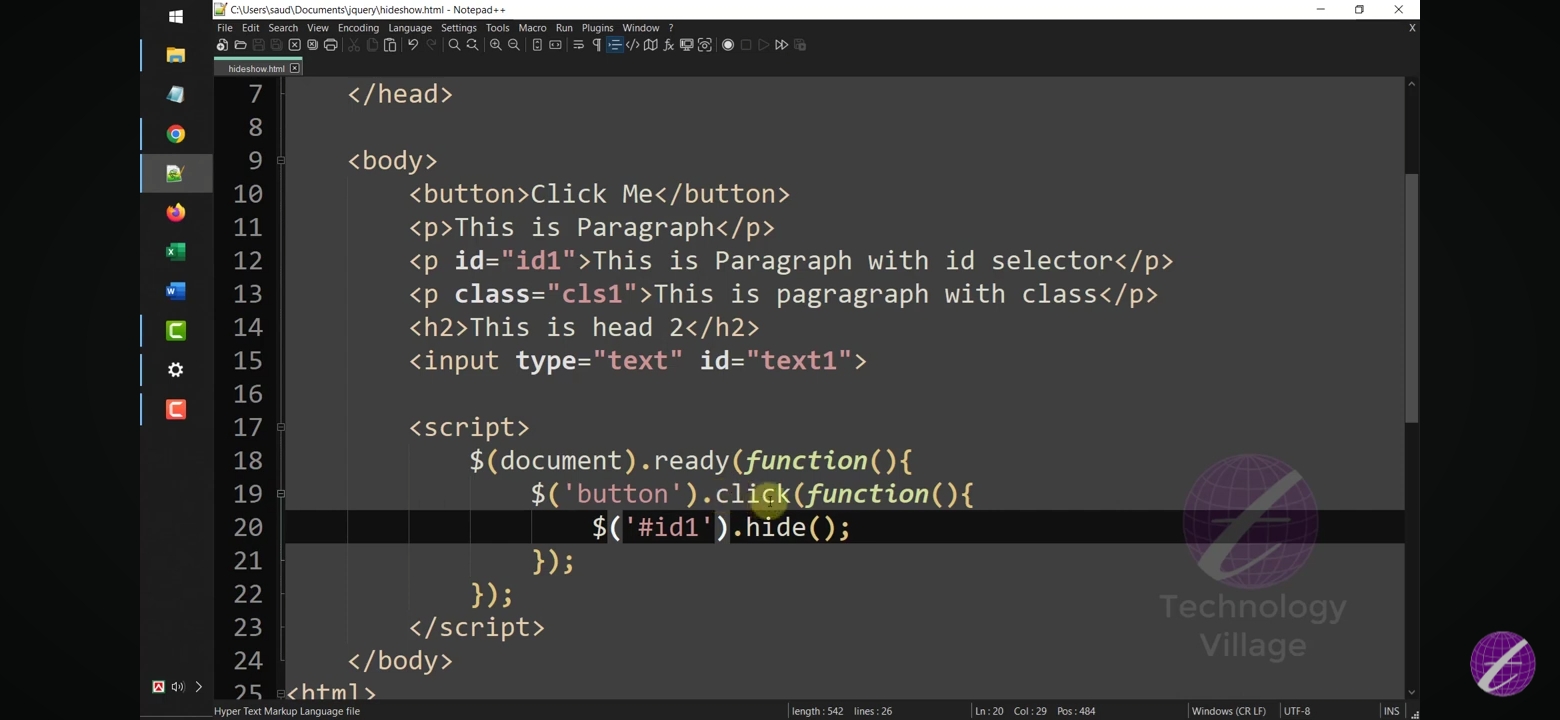 C:\Users\saud\Documents\jquery\hideshow.html - Notepad++
File Edit Search View Encoding Language Settings Tools Macro Run Plugins Window ? X
hideshow.html
7 </head>
8
9 <body>
10 <button>Click Me</button>
11 <p>This is Paragraph</p>
12 <p id="id1">This is Paragraph with id selector</p>
13 <p class="cls1">This is pagragraph with class</p>
14 <h2>This is head 2</h2>
15 <input type="text" id="text1">
16
17 <script>
18 $(document).ready(function(){
19 $('button').click(function(){
20 $('#id1').hide();
21 });
22 });
23 </script>
24 </body>
25 <html>
Technology
Village
Hyper Text Markup Language file length : 542 lines : 26 Ln : 20 Col : 29 Pos : 484 Windows (CR LF) UTF-8 INS